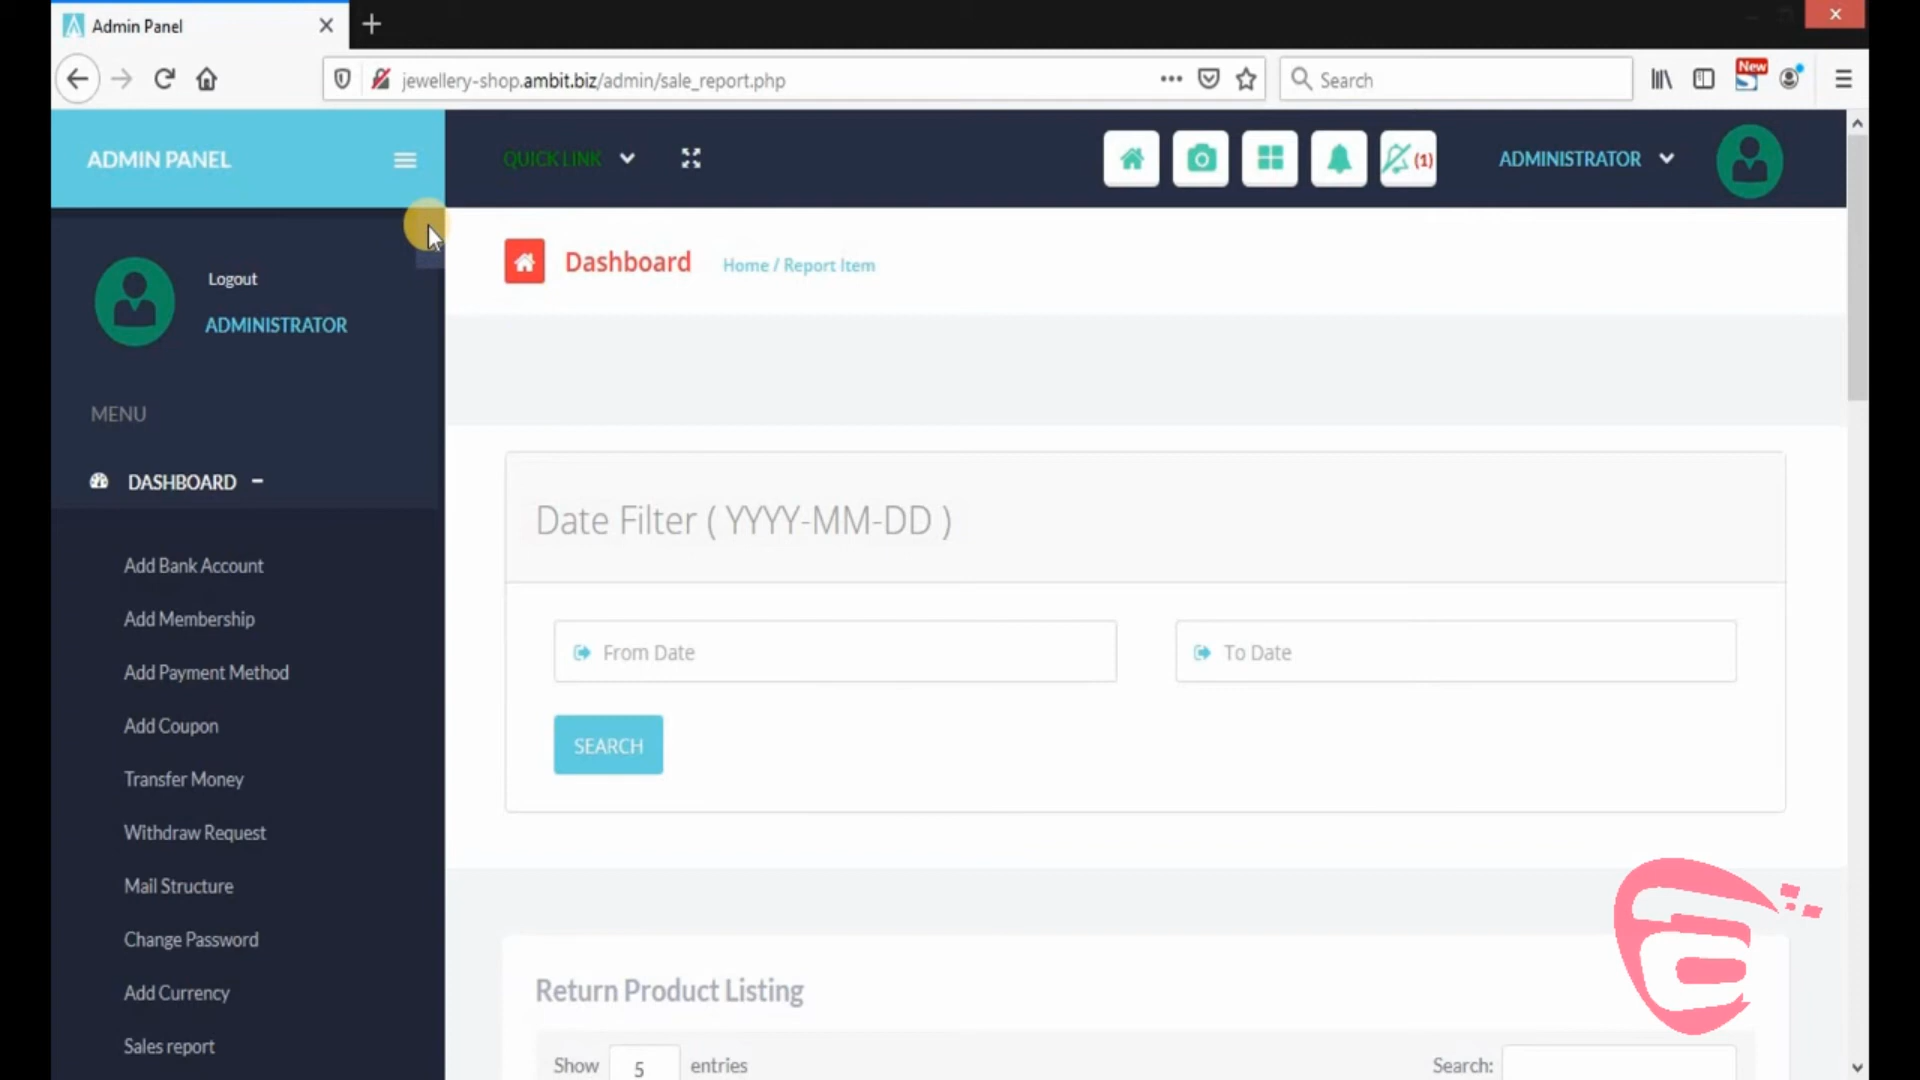 Admin Panel
jewellery-shop.ambit.biz/admin/sale_report.php
Search
New
ADMIN PANEL
QUICK LINK
(1)
ADMINISTRATOR
Logout
ADMINISTRATOR
Dashboard
Home / Report Item
MENU
DASHBOARD
Add Bank Account
Add Membership
Add Payment Method
Add Coupon
Transfer Money
Withdraw Request
Mail Structure
Change Password
Add Currency
Sales report
Date Filter ( YYYY-MM-DD )
From Date
To Date
SEARCH
Return Product Listing
Show 5 entries
Search: